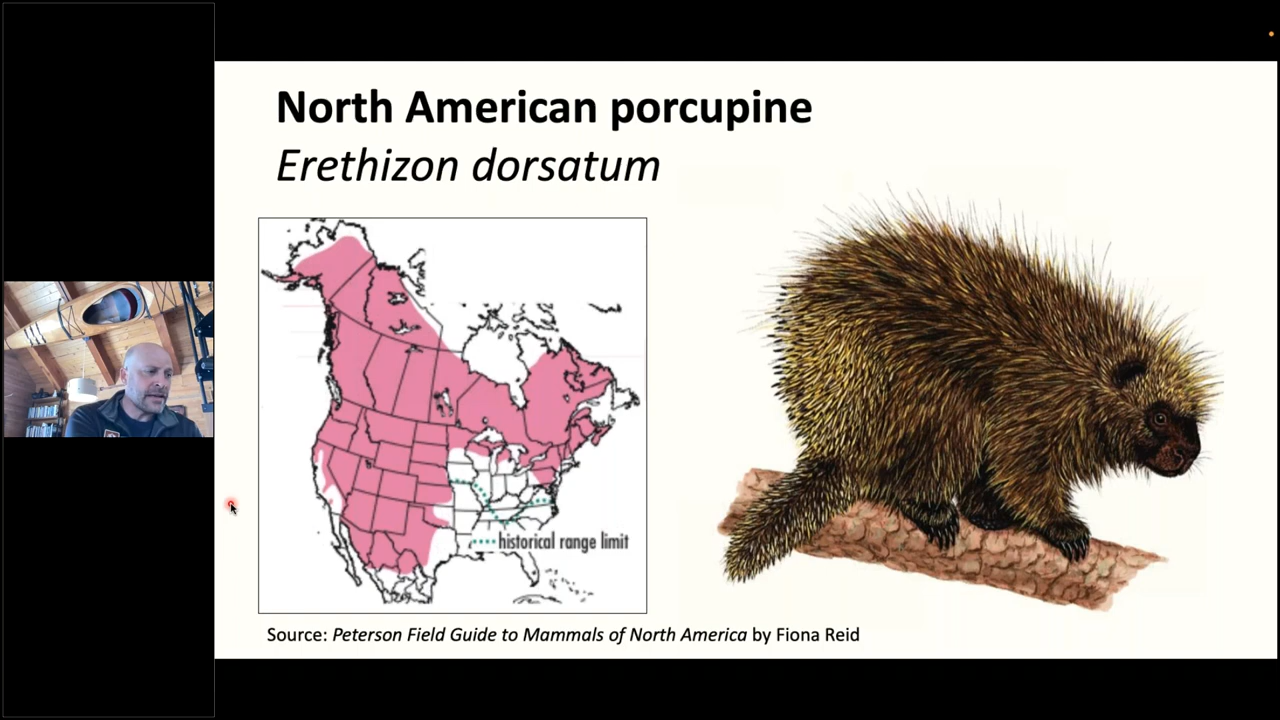 North American porcupine
Erethizon dorsatum
historical range limit
Source: Peterson Field Guide to Mammals of North America by Fiona Reid